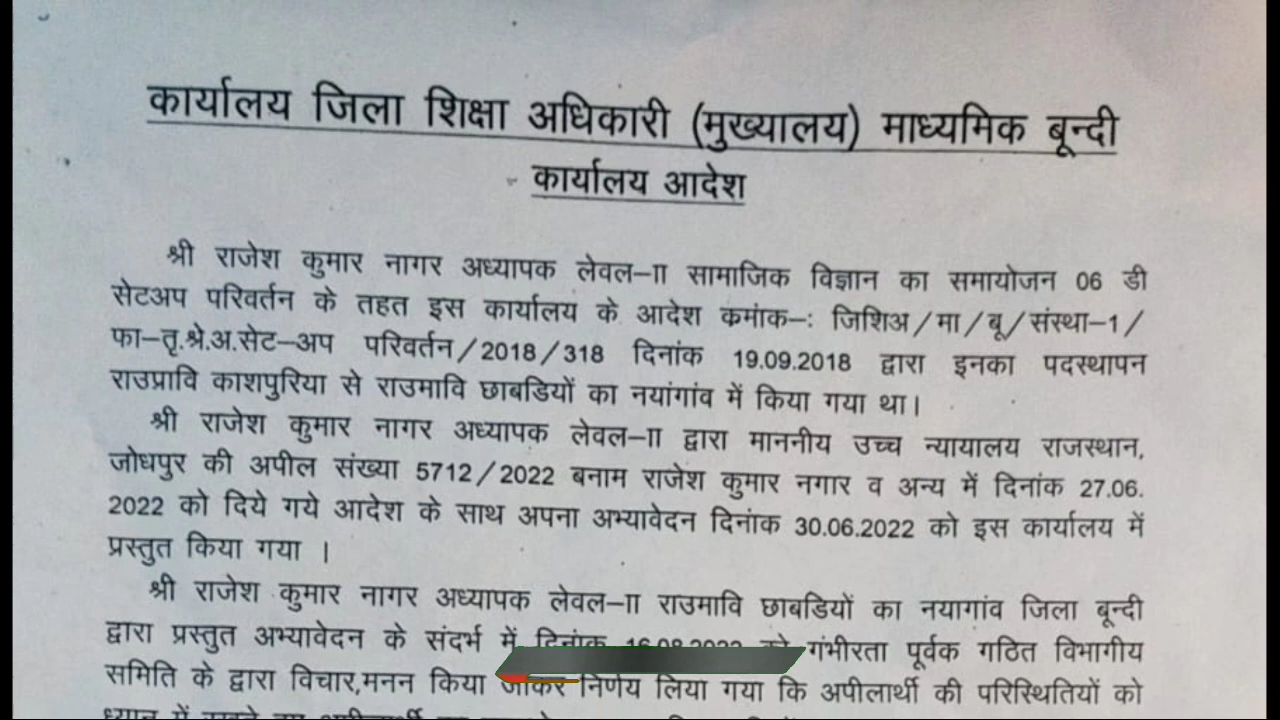 कार्यालय जिला शिक्षा अधिकारी (मुख्यालय) माध्यमिक बून्दी
कार्यालय आदेश
श्री राजेश कुमार नागर अध्यापक लेवल–II सामाजिक विज्ञान का समायोजन 06 डी
सेटअप परिवर्तन के तहत इस कार्यालय के आदेश कमांक–: जिशिअ/मा/बू/संस्था–1/
फा–तृ.श्रे.अ.सेट–अप परिवर्तन/2018/318 दिनांक 19.09.2018 द्वारा इनका पदस्थापन
राउप्रावि काशपुरिया से राउमावि छाबडियों का नयांगांव में किया गया था।
श्री राजेश कुमार नागर अध्यापक लेवल–II द्वारा माननीय उच्च न्यायालय राजस्थान,
जोधपुर की अपील संख्या 5712/2022 बनाम राजेश कुमार नगार व अन्य में दिनांक 27.06.
2022 को दिये गये आदेश के साथ अपना अभ्यावेदन दिनांक 30.06.2022 को इस कार्यालय में
प्रस्तुत किया गया ।
श्री राजेश कुमार नागर अध्यापक लेवल–II राउमावि छाबडियों का नयागांव जिला बून्दी
द्वारा प्रस्तुत अभ्यावेदन के संदर्भ में दिनांक को गंभीरता पूर्वक गठित विभागीय
समिति के द्वारा विचार,मनन किया जाकर निर्णय लिया गया कि अपीलार्थी की परिस्थितियों को